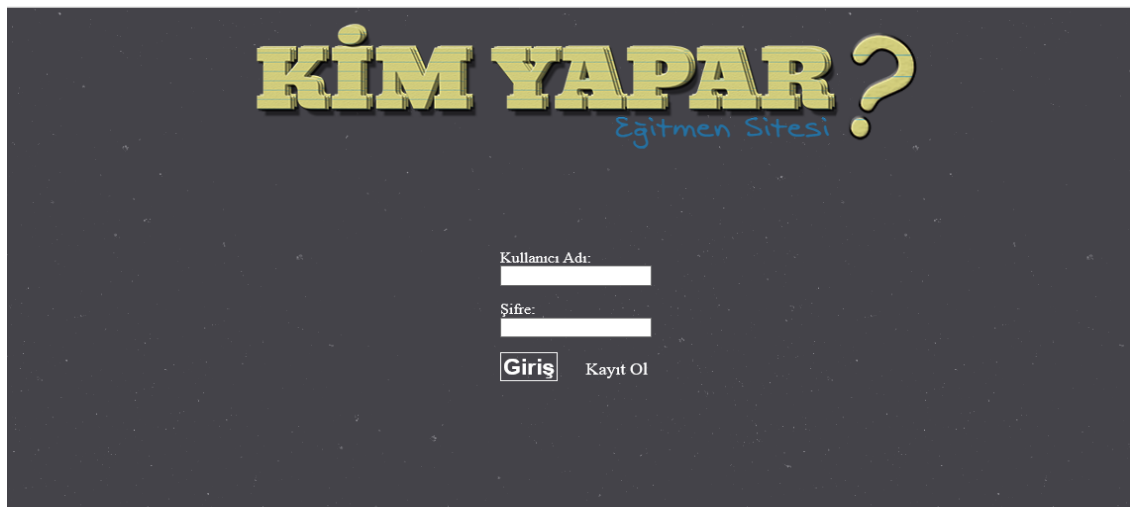 KİM YAPAR?
Eğitmen Sitesi
Kullanıcı Adı:
Şifre:
Giriş Kayıt Ol